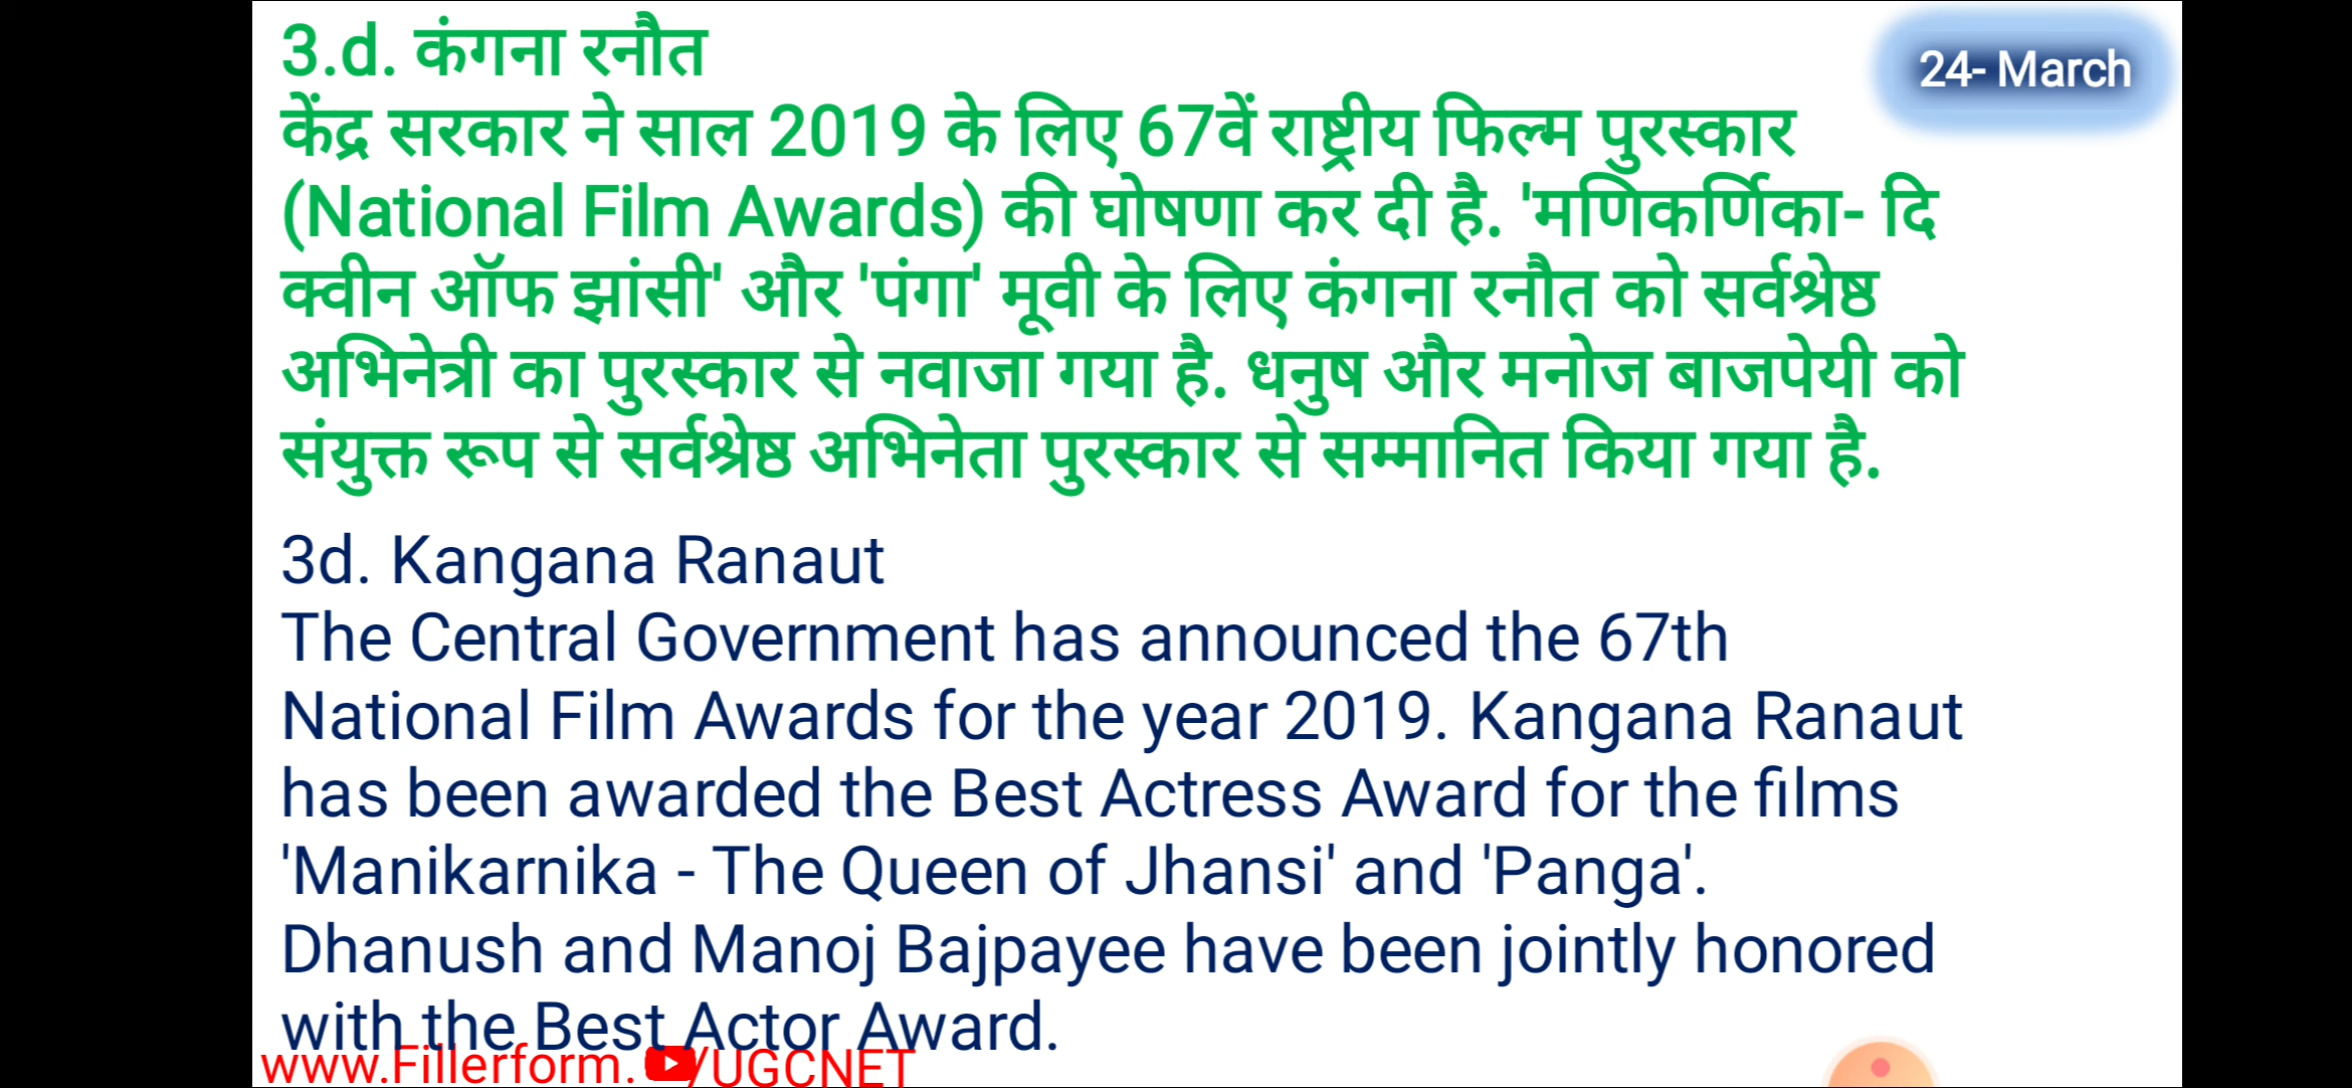 3.d. कंगना रनौत
24- March
केंद्र सरकार ने साल 2019 के लिए 67वें राष्ट्रीय फिल्म पुरस्कार
(National Film Awards) की घोषणा कर दी है. 'मणिकर्णिका- दि
क्वीन ऑफ झांसी' और 'पंगा' मूवी के लिए कंगना रनौत को सर्वश्रेष्ठ
अभिनेत्री का पुरस्कार से नवाजा गया है. धनुष और मनोज बाजपेयी को
संयुक्त रूप से सर्वश्रेष्ठ अभिनेता पुरस्कार से सम्मानित किया गया है.
3d. Kangana Ranaut
The Central Government has announced the 67th
National Film Awards for the year 2019. Kangana Ranaut
has been awarded the Best Actress Award for the films
'Manikarnika - The Queen of Jhansi' and 'Panga'.
Dhanush and Manoj Bajpayee have been jointly honored
with the Best Actor Award.
www.Fillerform. /UGCNET